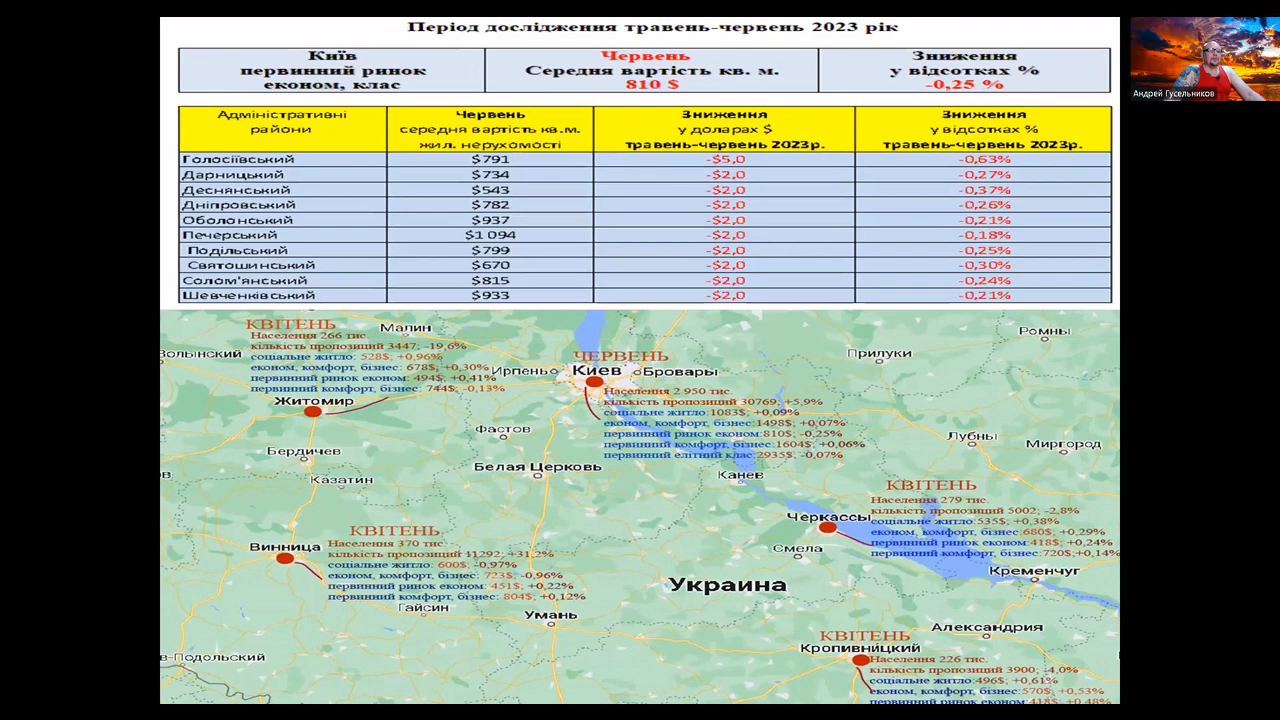 Період дослідження травень-червень 2023 рік
Київ
первинний ринок
економ, клас
Червень
Середня вартість кв. м.
810 $
Зниження
у відсотках %
-0,25 %
Адміністративні
райони
Червень
середня вартість кв.м.
жил. нерухомості
Зниження
у доларах $
травень-червень 2023р.
Зниження
у відсотках %
травень-червень 2023р.
Голосіївський $791 -$5,0 -0,63%
Дарницький $734 -$2,0 -0,27%
Деснянський $543 -$2,0 -0,37%
Дніпровський $782 -$2,0 -0,26%
Оболонський $937 -$2,0 -0,21%
Печерський $1 094 -$2,0 -0,18%
Подільський $799 -$2,0 -0,25%
Святошинський $670 -$2,0 -0,30%
Солом'янський $815 -$2,0 -0,24%
Шевченківський $933 -$2,0 -0,21%
Андрей Гусельников
КВІТЕНЬ
Населення 266 тис.
кількість пропозицій 3447; -19,6%
соціальне житло: 528$; +0,96%
економ, комфорт, бізнес: 678$; +0,30%
первинний ринок економ: 494$; +0,41%
первинний комфорт, бізнес: 744$; -0,13%
Житомир
Малин
Волынский
Ирпень
ЧЕРВЕНЬ
Киев
Бровары
Населення 2 950 тис.
кількість пропозицій 30769; +5,9%
соціальне житло:1083$; +0,09%
економ, комфорт, бізнес:1498$; +0,07%
первинний ринок економ:810$; -0,25%
первинний комфорт, бізнес:1604$; +0,06%
первинний елітний клас:2935$; -0,07%
Прилуки
Ромны
Лубны
Миргород
Фастов
Бердичев
Белая Церковь
Казатин
Канев
КВІТЕНЬ
Населення 279 тис.
кількість пропозицій 5002; -2,8%
соціальне житло:535$; +0,38%
економ, комфорт, бізнес:680$; +0,29%
первинний ринок економ:418$; +0,24%
первинний комфорт, бізнес:720$;+0,14%
Черкассы
Смела
Кременчуг
КВІТЕНЬ
Населення 370 тис.
кількість пропозицій 11292; +31,2%
соціальне житло: 600$; -0,97%
економ, комфорт, бізнес: 723$; -0,96%
первинний ринок економ: 451$; +0,22%
первинний комфорт, бізнес: 804$; +0,12%
Винница
Гайсин
Украина
Умань
Александрия
в-Подольский
КВІТЕНЬ
Кропивницкий
Населення 226 тис.
кількість пропозицій 3900; -4,0%
соціальне житло:496$; +0,61%
економ, комфорт, бізнес:570$; +0,53%
первинний ринок економ:418$; +0,48%